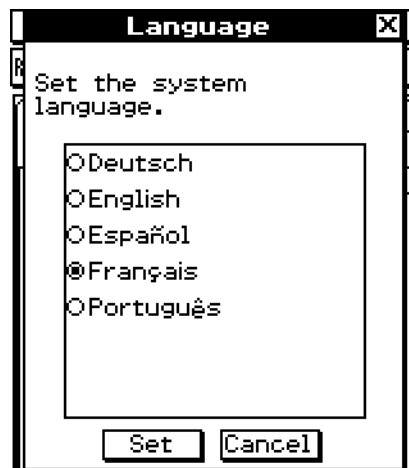 Language
Set the system
language.
Deutsch
English
Español
Français
Português
Set
Cancel